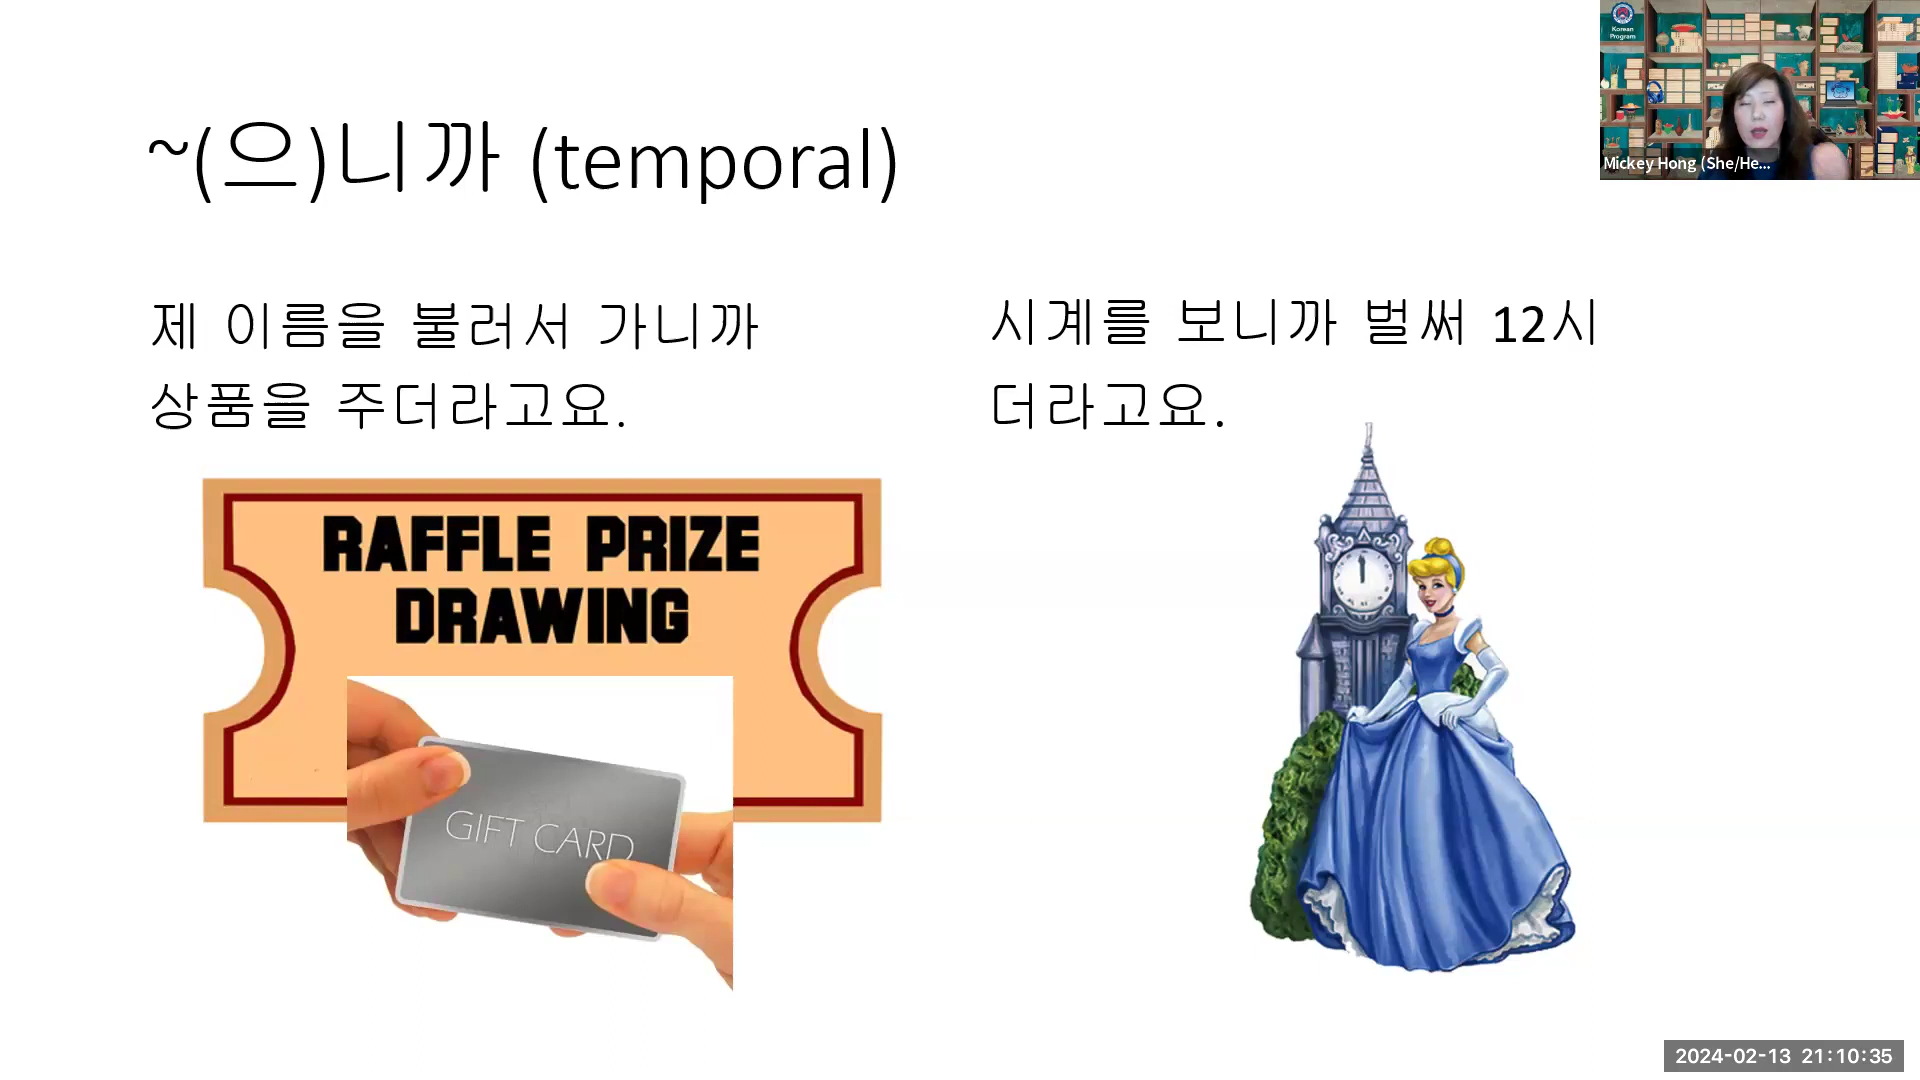 ~(으)니까 (temporal)
제 이름을 불러서 가니까
상품을 주더라고요.
시계를 보니까 벌써 12시
더라고요.
RAFFLE PRIZE
DRAWING
GIFT CARD
Korean
Program
Mickey Hong (She/He...
2024-02-13 21:10:35